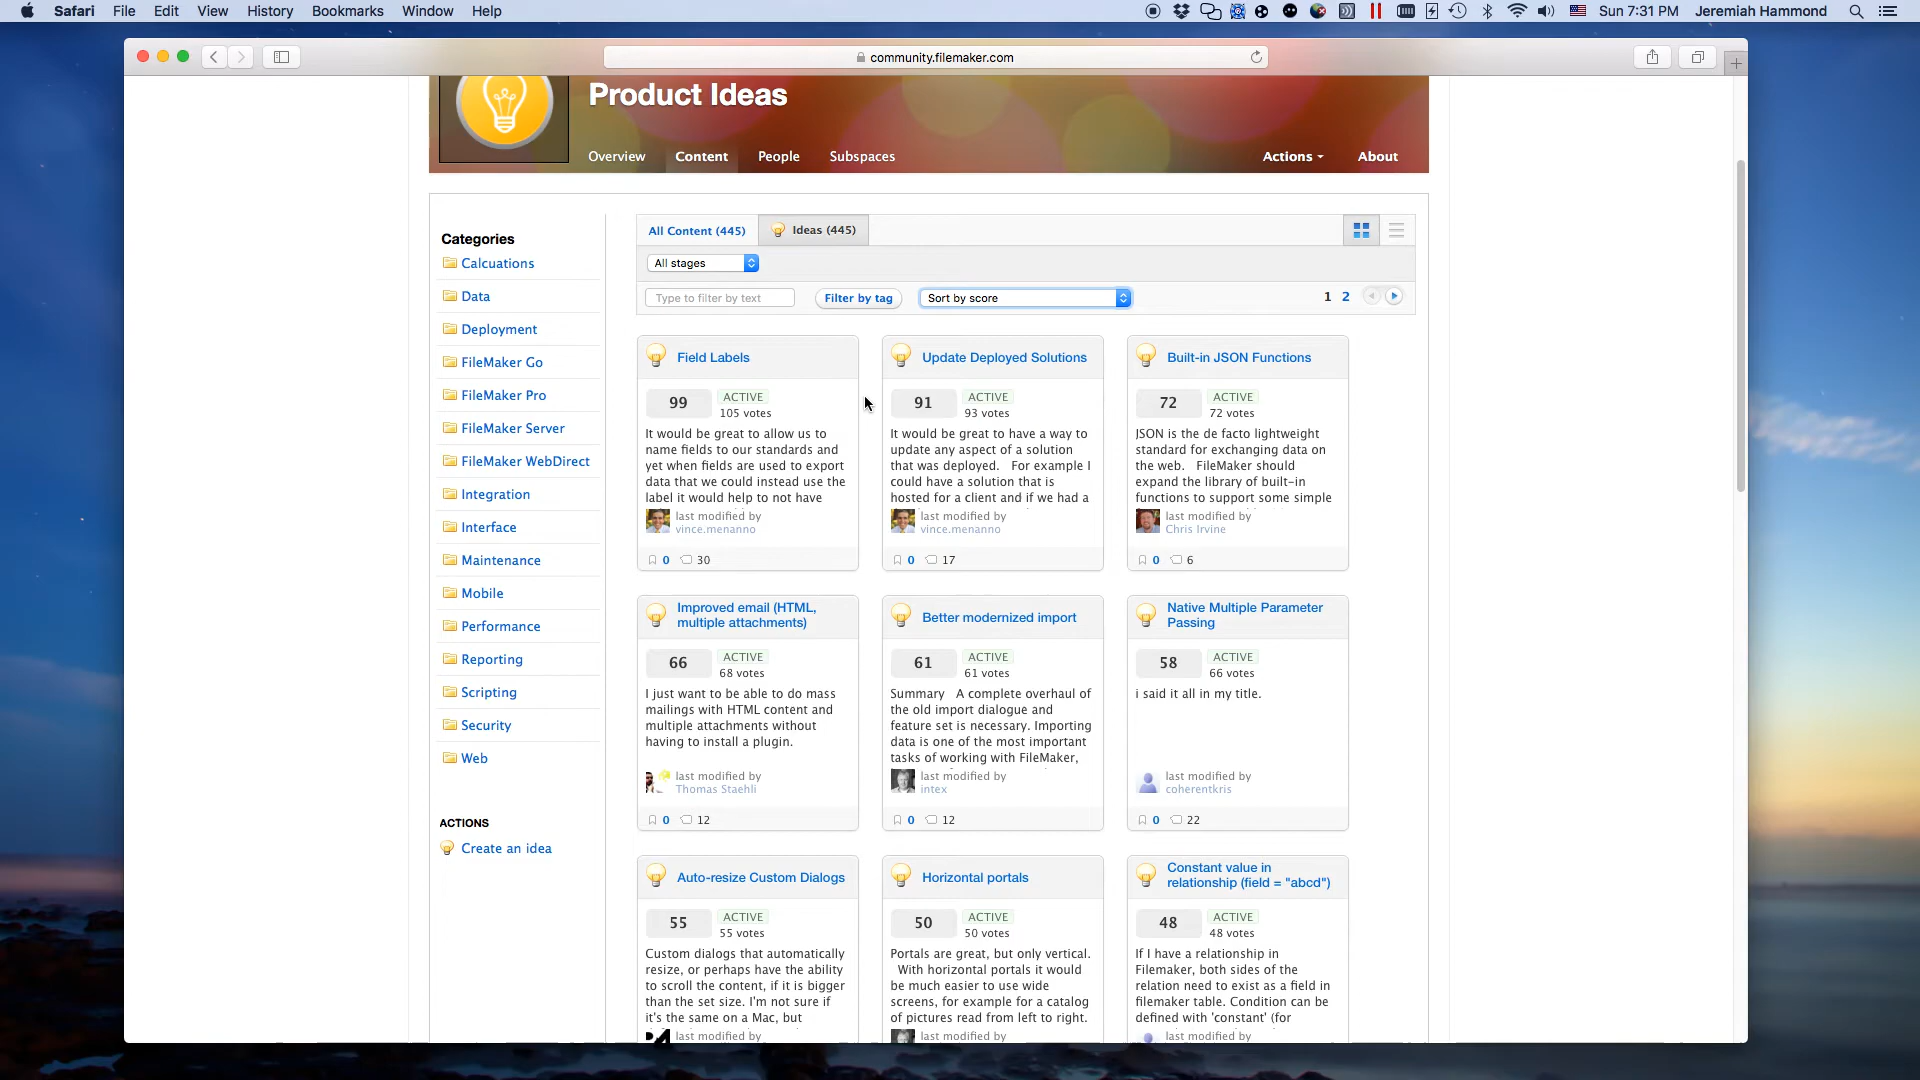 Safari File Edit View History Bookmarks Window Help
Sun 7:31 PM Jeremiah Hammond
community.filemaker.com
Product Ideas
Overview Content People Subspaces Actions About
Categories
Calcuations
Data
Deployment
FileMaker Go
FileMaker Pro
FileMaker Server
FileMaker WebDirect
Integration
Interface
Maintenance
Mobile
Performance
Reporting
Scripting
Security
Web
ACTIONS
Create an idea
All Content (445) Ideas (445)
All stages
Type to filter by text Filter by tag Sort by score 1 2
Field Labels
99 ACTIVE
105 votes
It would be great to allow us to
name fields to our standards and
yet when fields are used to export
data that we could instead use the
label it would help to not have
last modified by
vince.menanno
0 30
Update Deployed Solutions
91 ACTIVE
93 votes
It would be great to have a way to
update any aspect of a solution
that was deployed. For example I
could have a solution that is
hosted for a client and if we had a
last modified by
vince.menanno
0 17
Built-in JSON Functions
72 ACTIVE
72 votes
JSON is the de facto lightweight
standard for exchanging data on
the web. FileMaker should
expand the library of built-in
functions to support some simple
last modified by
Chris Irvine
0 6
Improved email (HTML,
multiple attachments)
66 ACTIVE
68 votes
I just want to be able to do mass
mailings with HTML content and
multiple attachments without
having to install a plugin.
last modified by
Thomas Staehli
0 12
Better modernized import
61 ACTIVE
61 votes
Summary A complete overhaul of
the old import dialogue and
feature set is necessary. Importing
data is one of the most important
tasks of working with FileMaker,
last modified by
intex
0 12
Native Multiple Parameter
Passing
58 ACTIVE
66 votes
i said it all in my title.
last modified by
coherentkris
0 22
Auto-resize Custom Dialogs
55 ACTIVE
55 votes
Custom dialogs that automatically
resize, or perhaps have the ability
to scroll the content, if it is bigger
than the set size. I'm not sure if
it's the same on a Mac, but
last modified by
Horizontal portals
50 ACTIVE
50 votes
Portals are great, but only vertical.
With horizontal portals it would
be much easier to use wide
screens, for example for a catalog
of pictures read from left to right.
last modified by
Constant value in
relationship (field = "abcd")
48 ACTIVE
48 votes
If I have a relationship in
Filemaker, both sides of the
relation need to exist as a field in
filemaker table. Condition can be
defined with 'constant' (for
last modified by